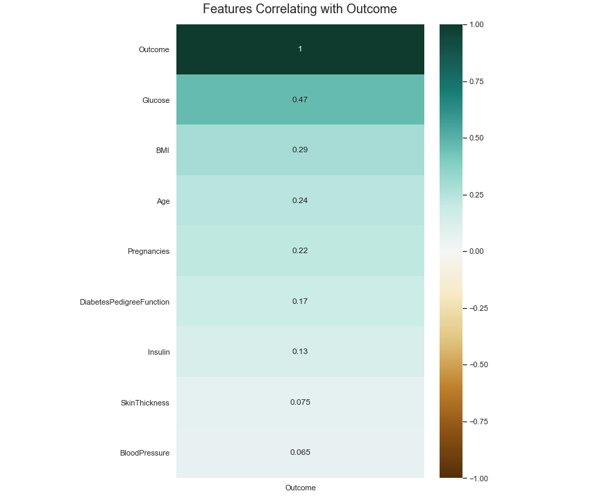 Features Correlating with Outcome
Outcome
1
Glucose
0.47
BMI
0.29
Age
0.24
Pregnancies
0.22
DiabetesPedigreeFunction
0.17
Insulin
0.13
SkinThickness
0.075
BloodPressure
0.065
Outcome
1.00
0.75
0.50
0.25
0.00
−0.25
−0.50
−0.75
−1.00